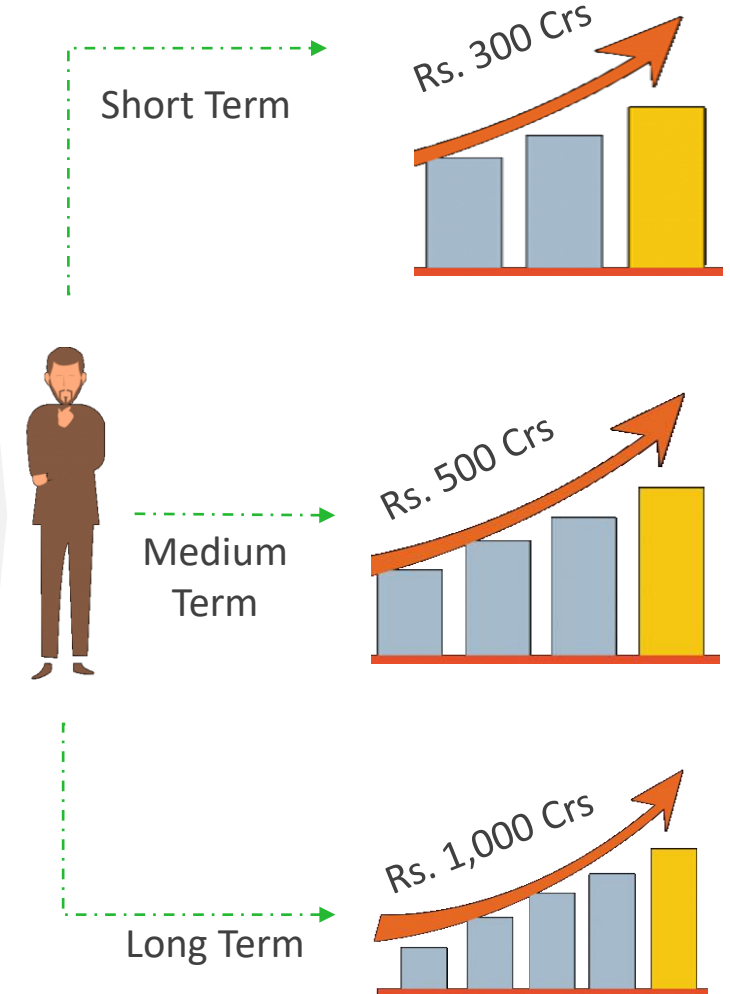 Rs. 300 Crs
Short Term
Rs. 500 Crs
Medium
Term
Rs. 1,000 Crs
Long Term